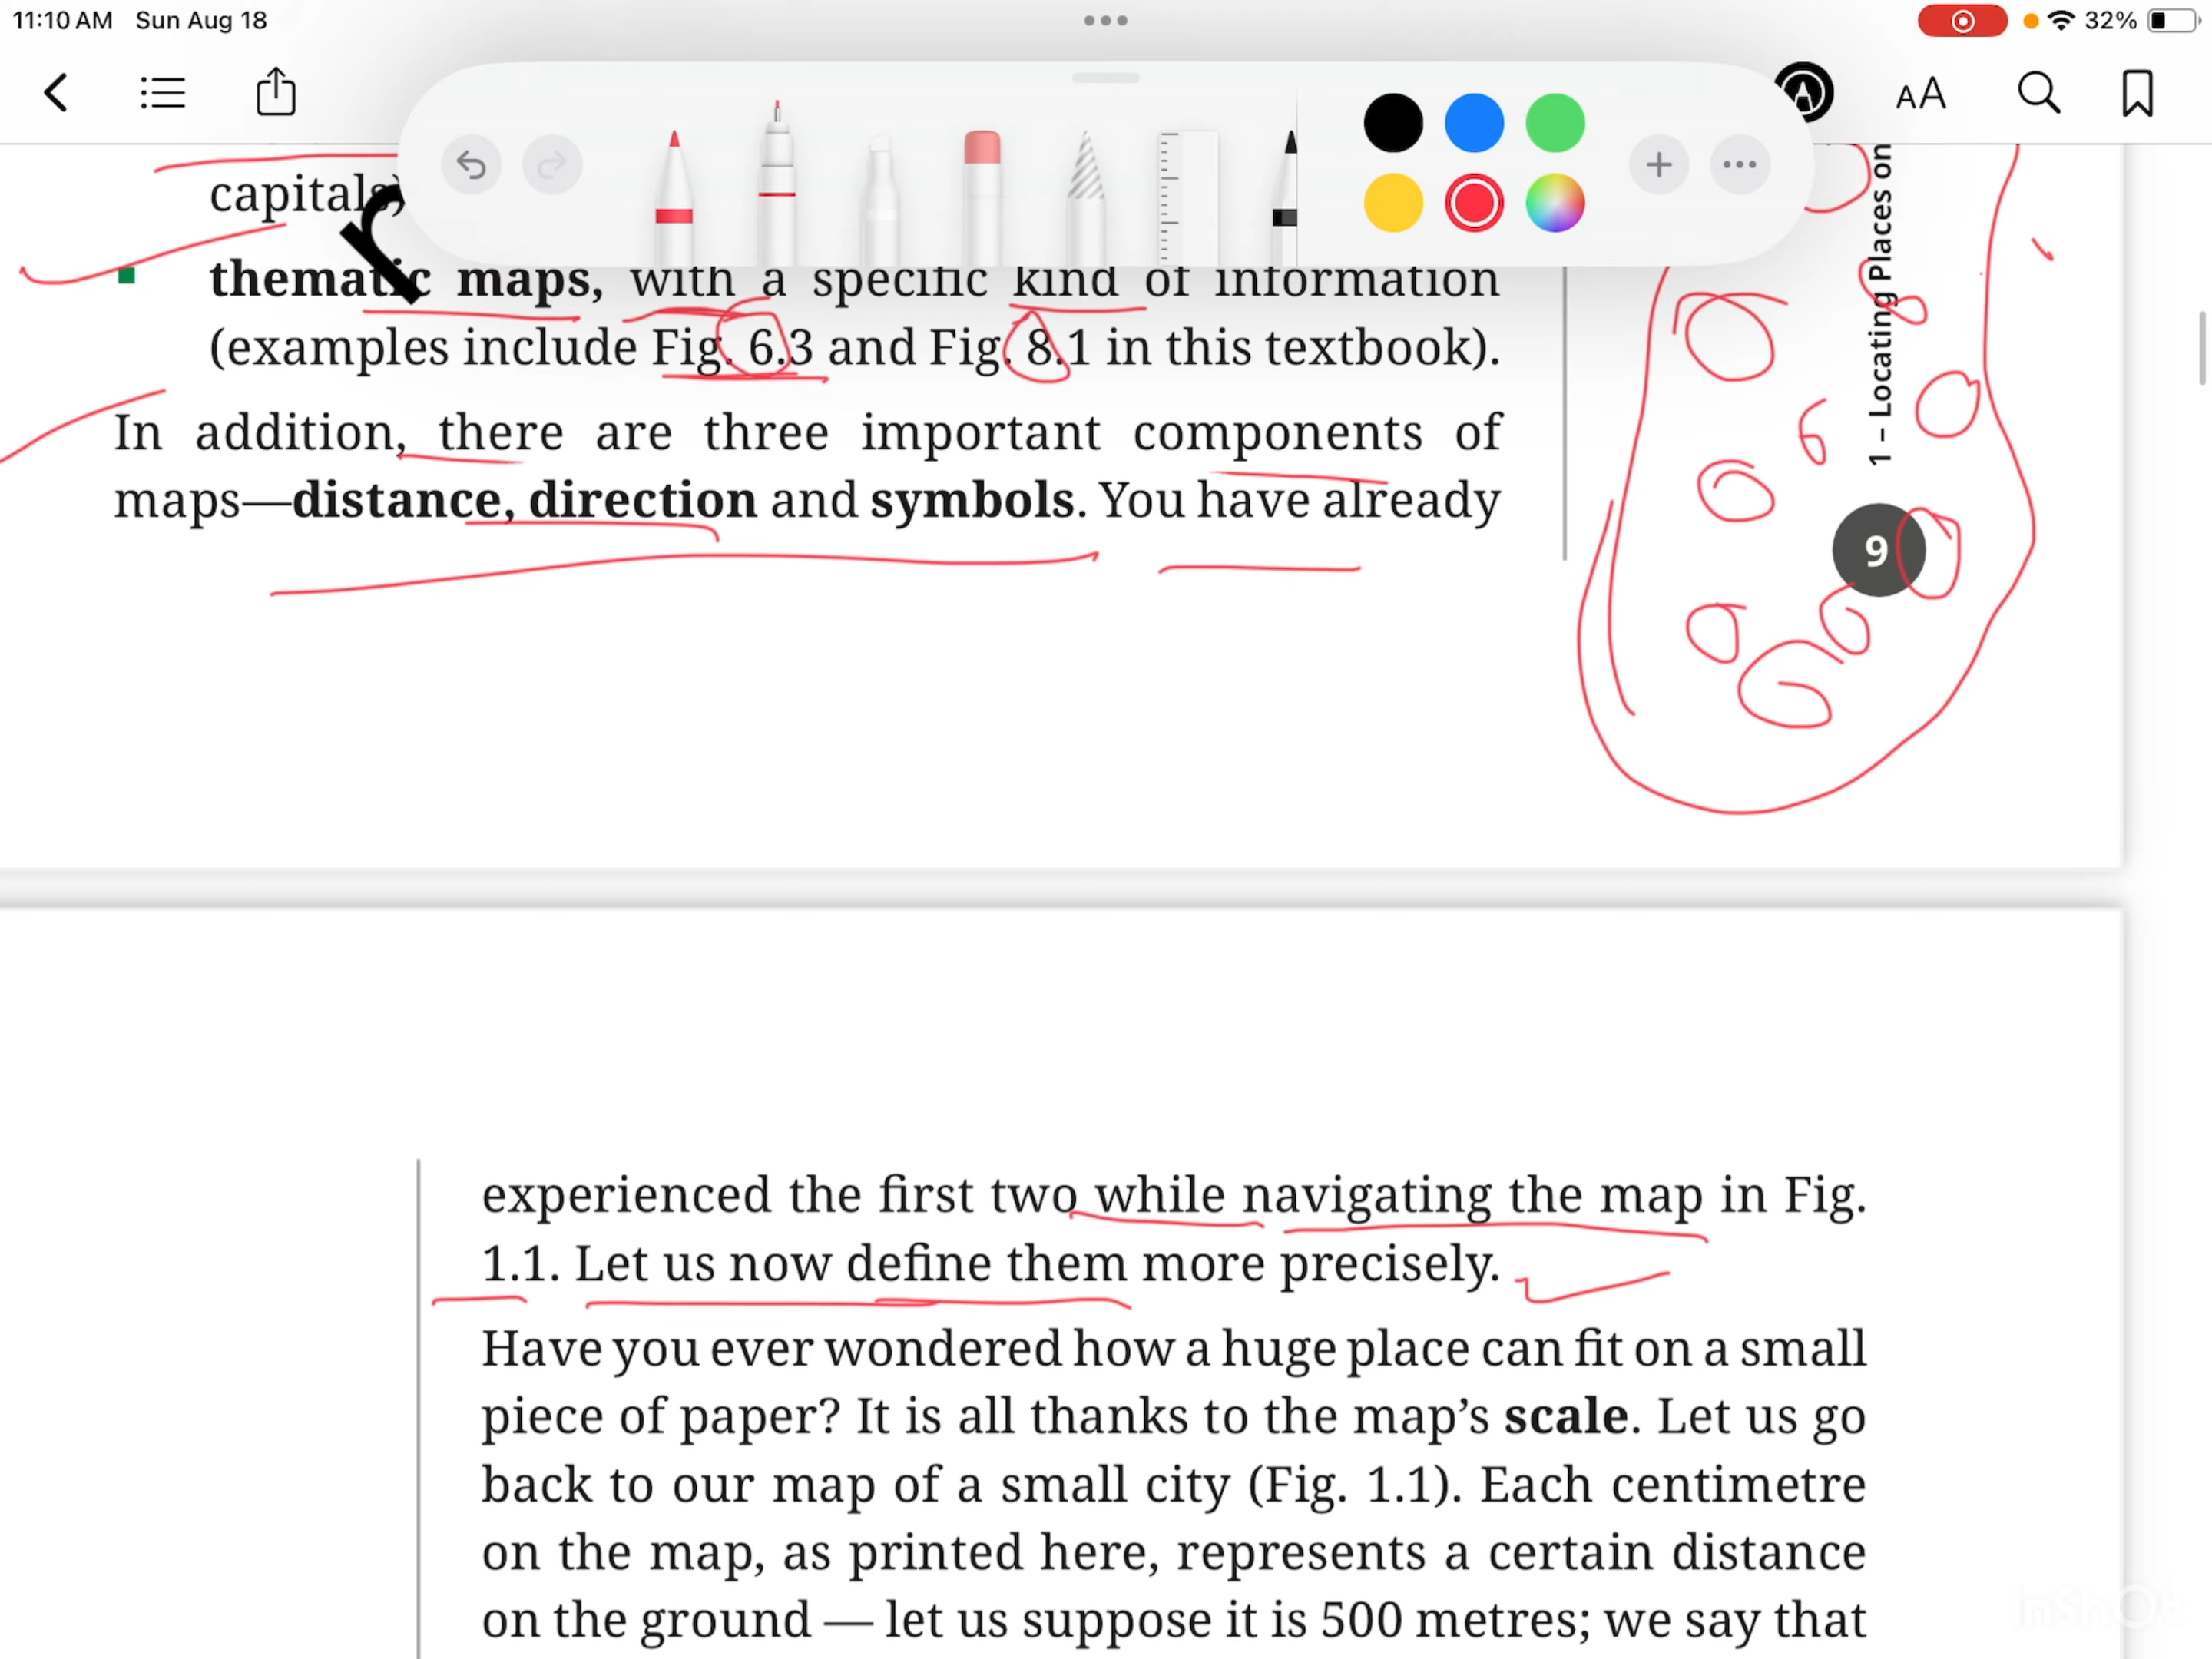 11:10 AM Sun Aug 18
32%
AA
capitals)
thematic maps, with a specific kind of information
(examples include Fig. 6.3 and Fig. 8.1 in this textbook).
In addition, there are three important components of
maps—distance, direction and symbols. You have already
1 – Locating Places on
9
experienced the first two while navigating the map in Fig.
1.1. Let us now define them more precisely.
Have you ever wondered how a huge place can fit on a small
piece of paper? It is all thanks to the map’s scale. Let us go
back to our map of a small city (Fig. 1.1). Each centimetre
on the map, as printed here, represents a certain distance
on the ground — let us suppose it is 500 metres; we say that
InShOt